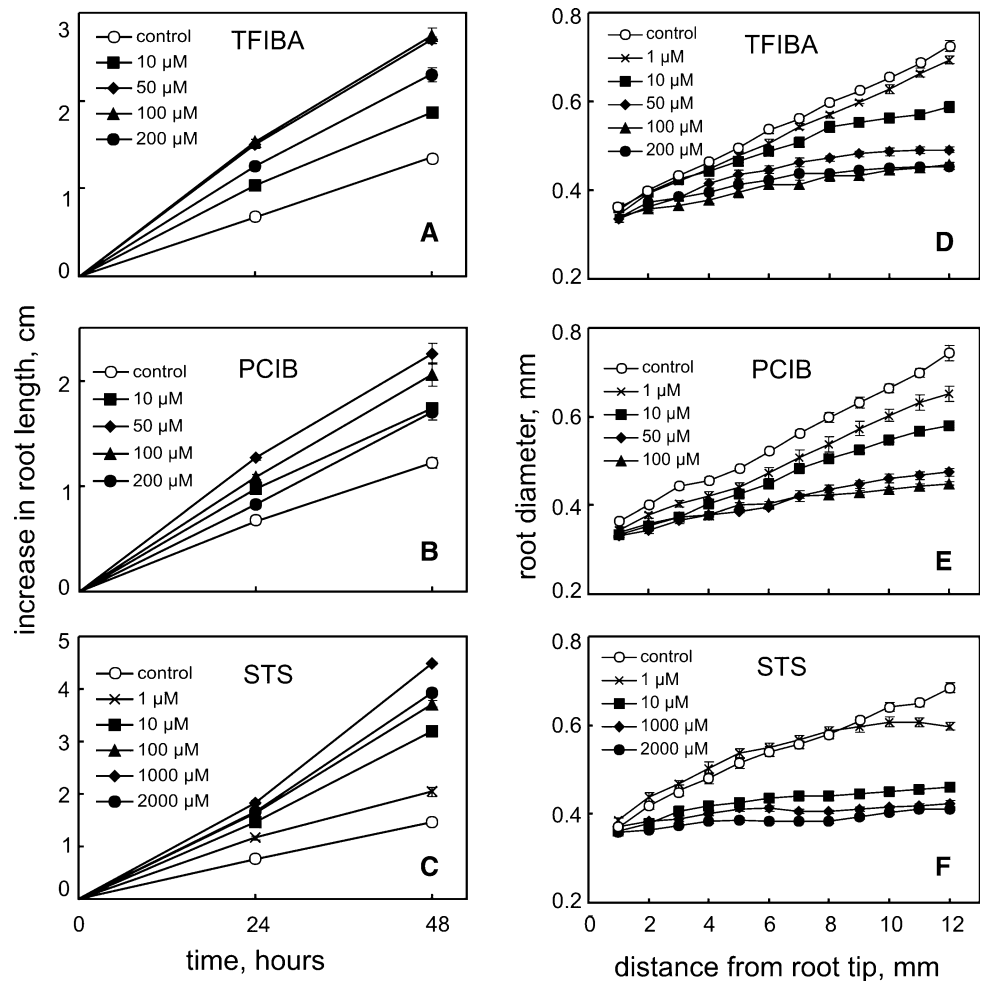 3
2
1
0
control
10 µM
50 µM
100 µM
200 µM
TFIBA
A
0.8
0.6
0.4
0.2
control
1 µM
10 µM
50 µM
100 µM
200 µM
TFIBA
D
2
1
0
control
10 µM
50 µM
100 µM
200 µM
PCIB
B
0.8
0.6
0.4
0.2
control
1 µM
10 µM
50 µM
100 µM
PCIB
E
5
4
3
2
1
0
control
1 µM
10 µM
100 µM
1000 µM
2000 µM
STS
C
0
24
48
0.8
0.6
0.4
0.2
control
1 µM
10 µM
1000 µM
2000 µM
STS
F
0
2
4
6
8
10
12
increase in root length, cm
root diameter, mm
time, hours
distance from root tip, mm